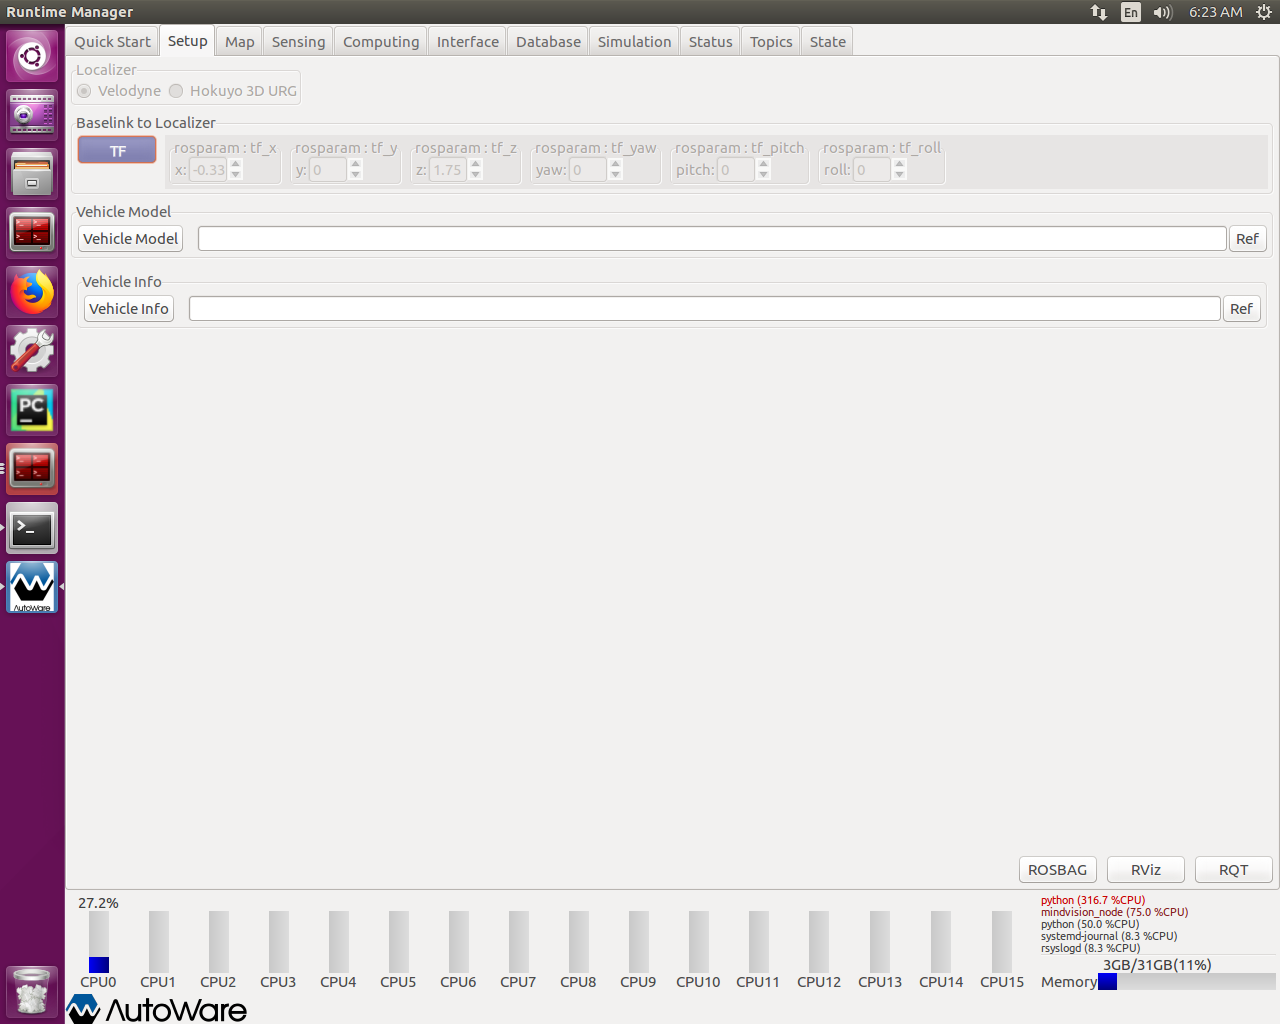 Runtime Manager
En
6:23 AM
Quick Start Setup Map Sensing Computing Interface Database Simulation Status Topics State
Localizer
Velodyne Hokuyo 3D URG
Baselink to Localizer
TF
rosparam : tf_x rosparam : tf_y rosparam : tf_z rosparam : tf_yaw rosparam : tf_pitch rosparam : tf_roll
x: -0.33 y: 0 z: 1.75 yaw: 0 pitch: 0 roll: 0
Vehicle Model
Vehicle Model Ref
Vehicle Info
Vehicle Info Ref
PC
AutoWare
ROSBAG RViz RQT
27.2%
CPU0 CPU1 CPU2 CPU3 CPU4 CPU5 CPU6 CPU7 CPU8 CPU9 CPU10 CPU11 CPU12 CPU13 CPU14 CPU15
python (316.7 %CPU)
mindvision_node (75.0 %CPU)
python (50.0 %CPU)
systemd-journal (8.3 %CPU)
rsyslogd (8.3 %CPU)
3GB/31GB(11%)
Memory
AutoWare